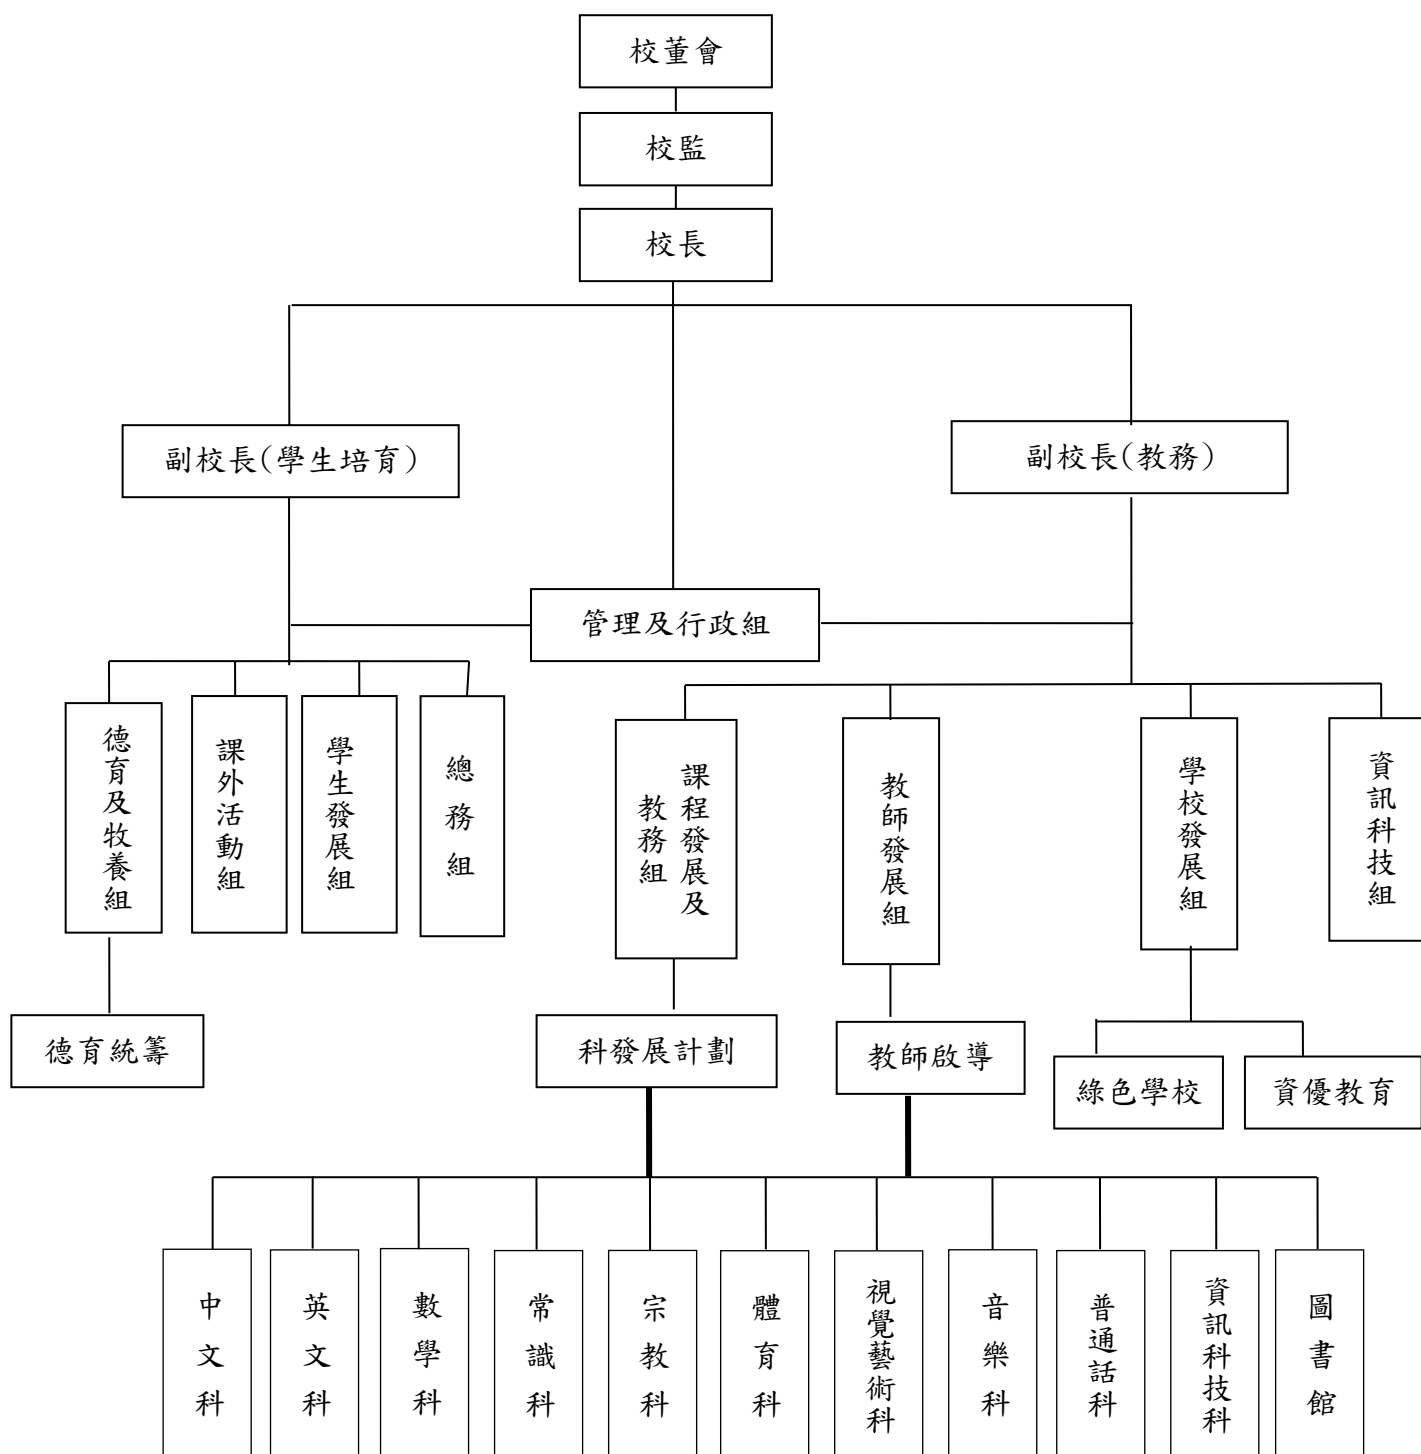 校董會
校監
校長
副校長(學生培育)
副校長(教務)
管理及行政組
德育及牧養組
課外活動組
學生發展組
總務組
課程發展及
教務組
教師發展組
學校發展組
資訊科技組
德育統籌
科發展計劃
教師啟導
綠色學校
資優教育
中文科
英文科
數學科
常識科
宗教科
體育科
視覺藝術科
音樂科
普通話科
資訊科技科
圖書館